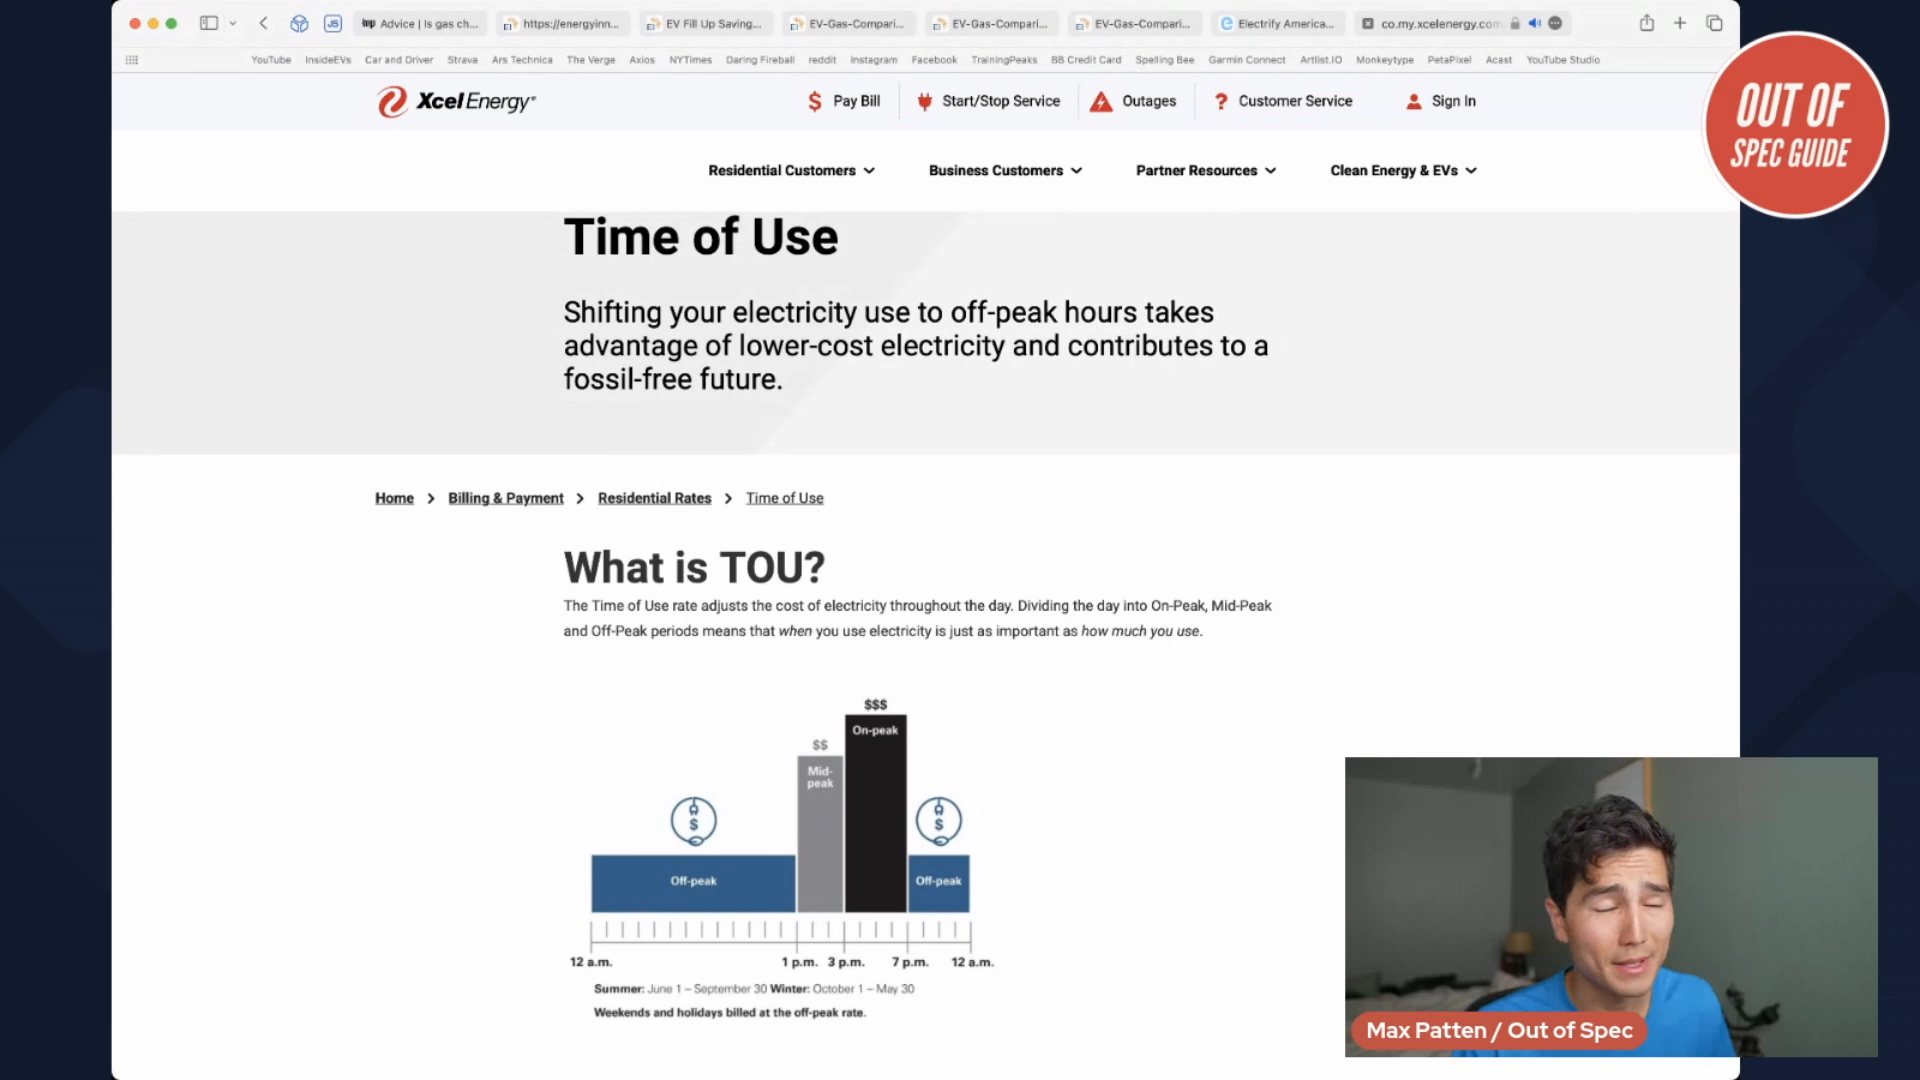 JS
Advice | Is gas ch...
https://energyinn...
EV Fill Up Saving...
EV-Gas-Compari...
EV-Gas-Compari...
EV-Gas-Compari...
Electrify America...
co.my.xcelenergy.com
YouTube InsideEVs Car and Driver Strava Ars Technica The Verge Axios NYTimes Daring Fireball reddit Instagram Facebook TrainingPeaks BB Credit Card Spelling Bee Garmin Connect Artlist.IO Monkeytype PetaPixel Acast YouTube Studio
OUT OF
SPEC GUIDE
Xcel Energy®
$ Pay Bill
Start/Stop Service
Outages
? Customer Service
Sign In
Residential Customers
Business Customers
Partner Resources
Clean Energy & EVs
Time of Use
Shifting your electricity use to off-peak hours takes
advantage of lower-cost electricity and contributes to a
fossil-free future.
Home > Billing & Payment > Residential Rates > Time of Use
What is TOU?
The Time of Use rate adjusts the cost of electricity throughout the day. Dividing the day into On-Peak, Mid-Peak
and Off-Peak periods means that when you use electricity is just as important as how much you use.
$$$
On-peak
$$
Mid-
peak
$
$
Off-peak
Off-peak
12 a.m. 1 p.m. 3 p.m. 7 p.m. 12 a.m.
Summer: June 1 – September 30 Winter: October 1 – May 30
Weekends and holidays billed at the off-peak rate.
Max Patten / Out of Spec